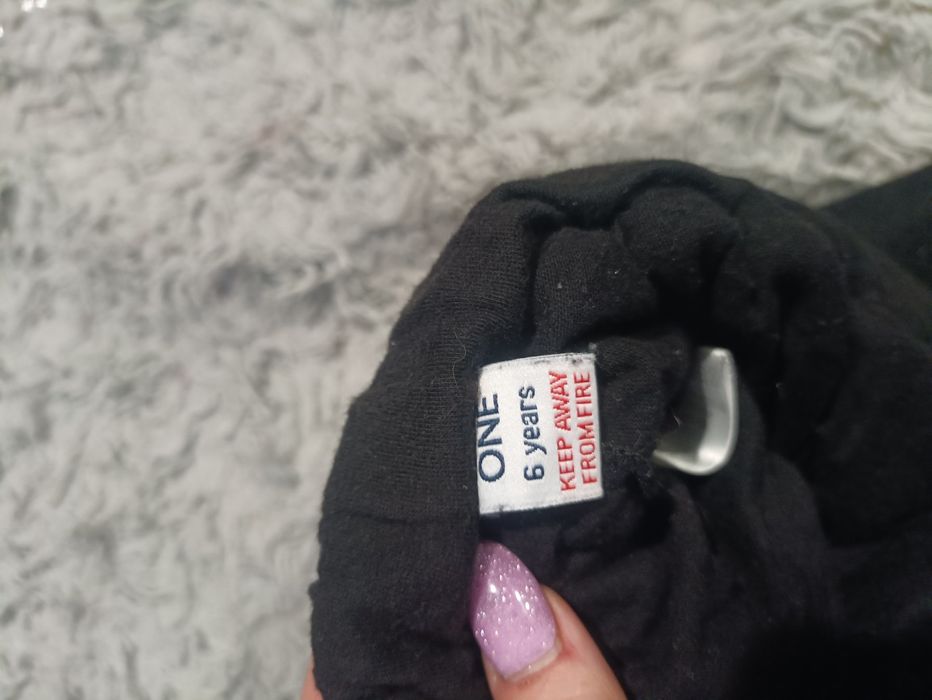 ONE
6 years
KEEP AWAY
FROM FIRE